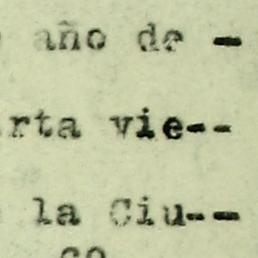 año de -
rta vie--
la Ciu--